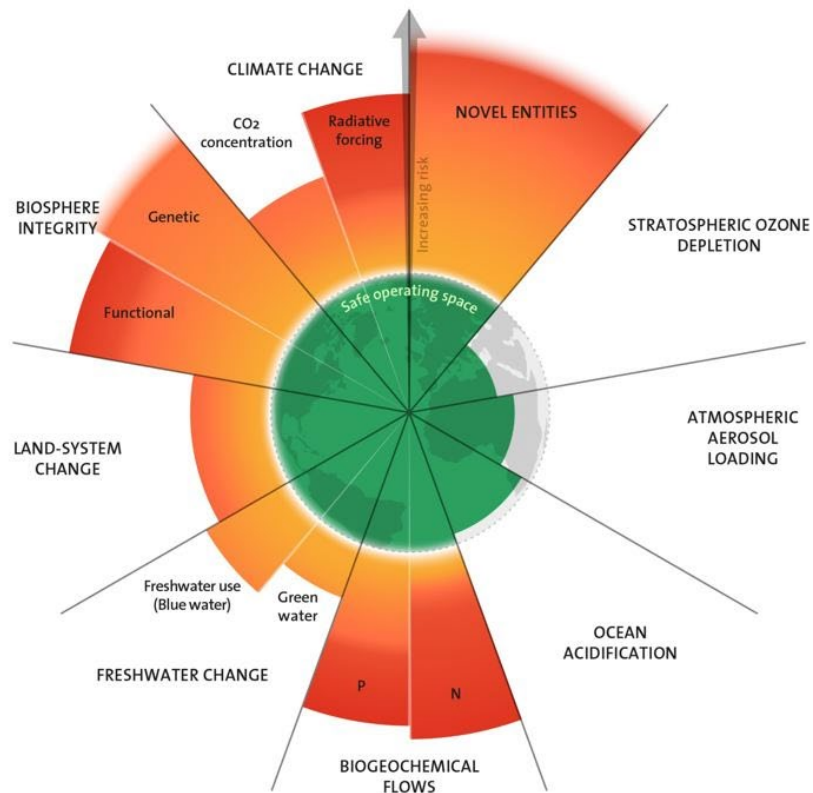 CLIMATE CHANGE
CO2
concentration
Radiative
forcing
NOVEL ENTITIES
Increasing risk
BIOSPHERE
INTEGRITY
Genetic
Functional
STRATOSPHERIC OZONE
DEPLETION
Safe operating space
LAND-SYSTEM
CHANGE
ATMOSPHERIC
AEROSOL
LOADING
Freshwater use
(Blue water)
Green
water
FRESHWATER CHANGE
OCEAN
ACIDIFICATION
P
N
BIOGEOCHEMICAL
FLOWS